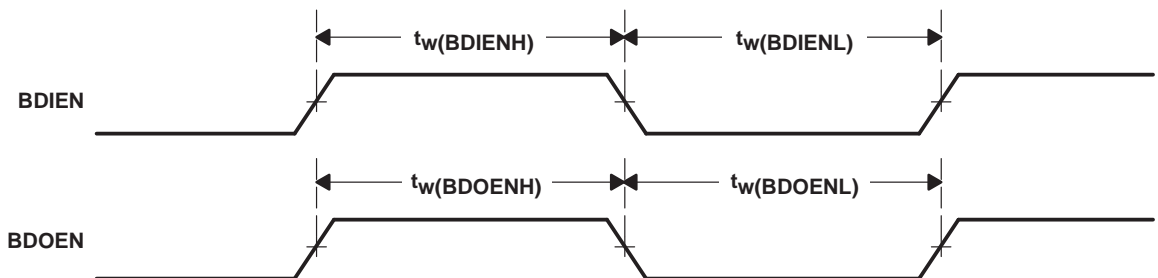 tw(BDIENH) tw(BDIENL)
BDIEN
tw(BDOENH) tw(BDOENL)
BDOEN